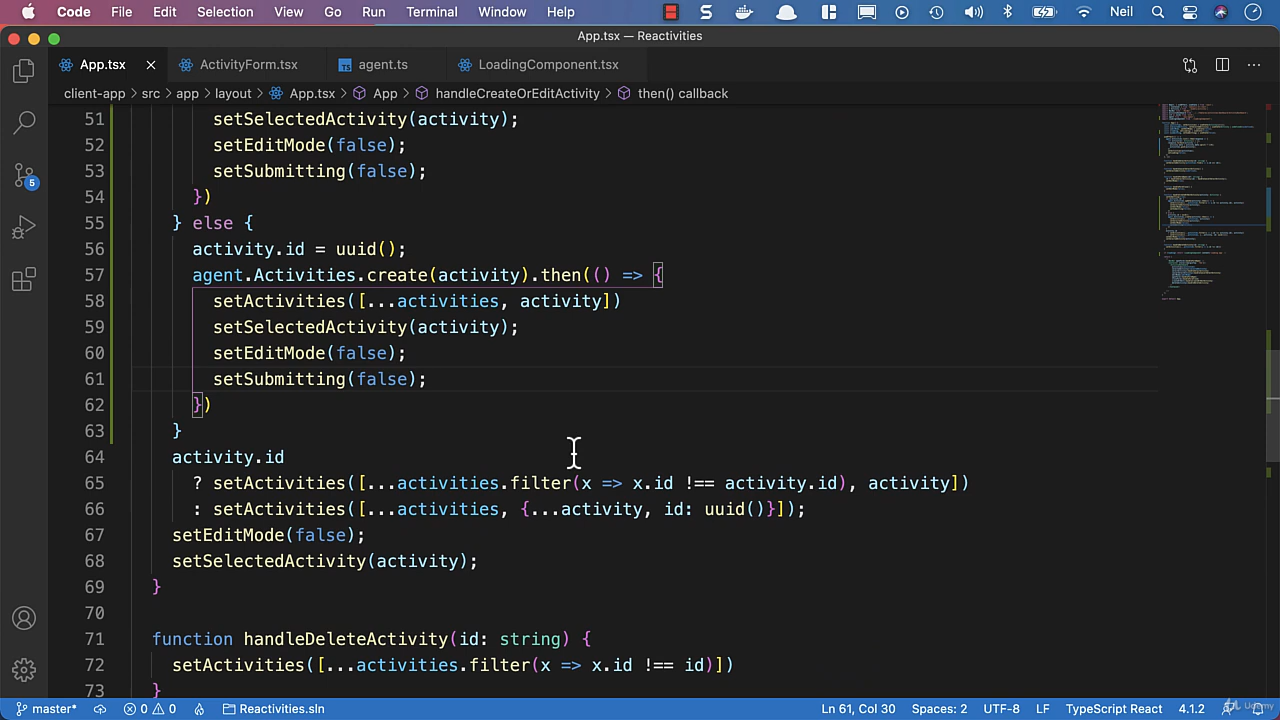 Code File Edit Selection View Go Run Terminal Window Help Neil
App.tsx — Reactivities
App.tsx ActivityForm.tsx TS agent.ts LoadingComponent.tsx
client-app > src > app > layout > App.tsx > App > handleCreateOrEditActivity > then() callback
51 setSelectedActivity(activity);
52 setEditMode(false);
53 setSubmitting(false);
54 })
55 } else {
56 activity.id = uuid();
57 agent.Activities.create(activity).then(() => {
58 setActivities([...activities, activity])
59 setSelectedActivity(activity);
60 setEditMode(false);
61 setSubmitting(false);
62 })
63 }
64 activity.id
65 ? setActivities([...activities.filter(x => x.id !== activity.id), activity])
66 : setActivities([...activities, {...activity, id: uuid()}]);
67 setEditMode(false);
68 setSelectedActivity(activity);
69 }
70
71 function handleDeleteActivity(id: string) {
72 setActivities([...activities.filter(x => x.id !== id)])
73 }
5
master* 0 0 Reactivities.sln Ln 61, Col 30 Spaces: 2 UTF-8 LF TypeScript React 4.1.2
Udemy